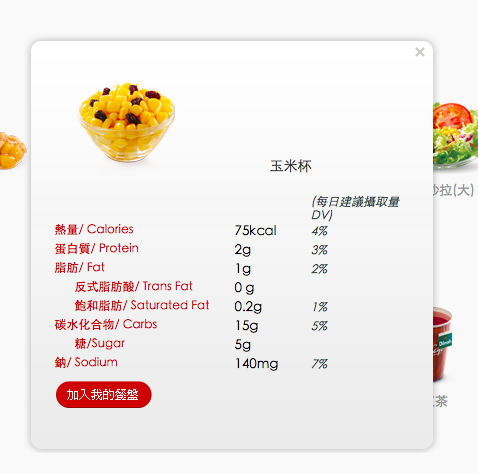 ×
玉米杯
(每日建議攝取量
DV)
熱量/ Calories 75kcal 4%
蛋白質/ Protein 2g 3%
脂肪/ Fat 1g 2%
反式脂肪酸/ Trans Fat 0 g
飽和脂肪/ Saturated Fat 0.2g 1%
碳水化合物/ Carbs 15g 5%
糖/Sugar 5g
鈉/ Sodium 140mg 7%
加入我的餐盤
沙拉(大)
茶